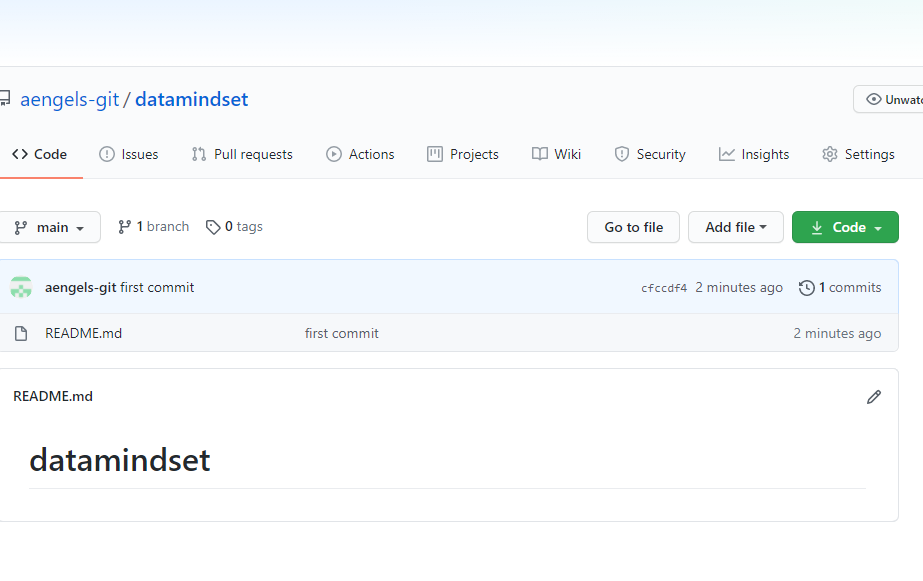 aengels-git / datamindset
Code Issues Pull requests Actions Projects Wiki Security Insights Settings
main 1 branch 0 tags Go to file Add file Code
aengels-git first commit cfccdf4 2 minutes ago 1 commits
README.md first commit 2 minutes ago
README.md
datamindset